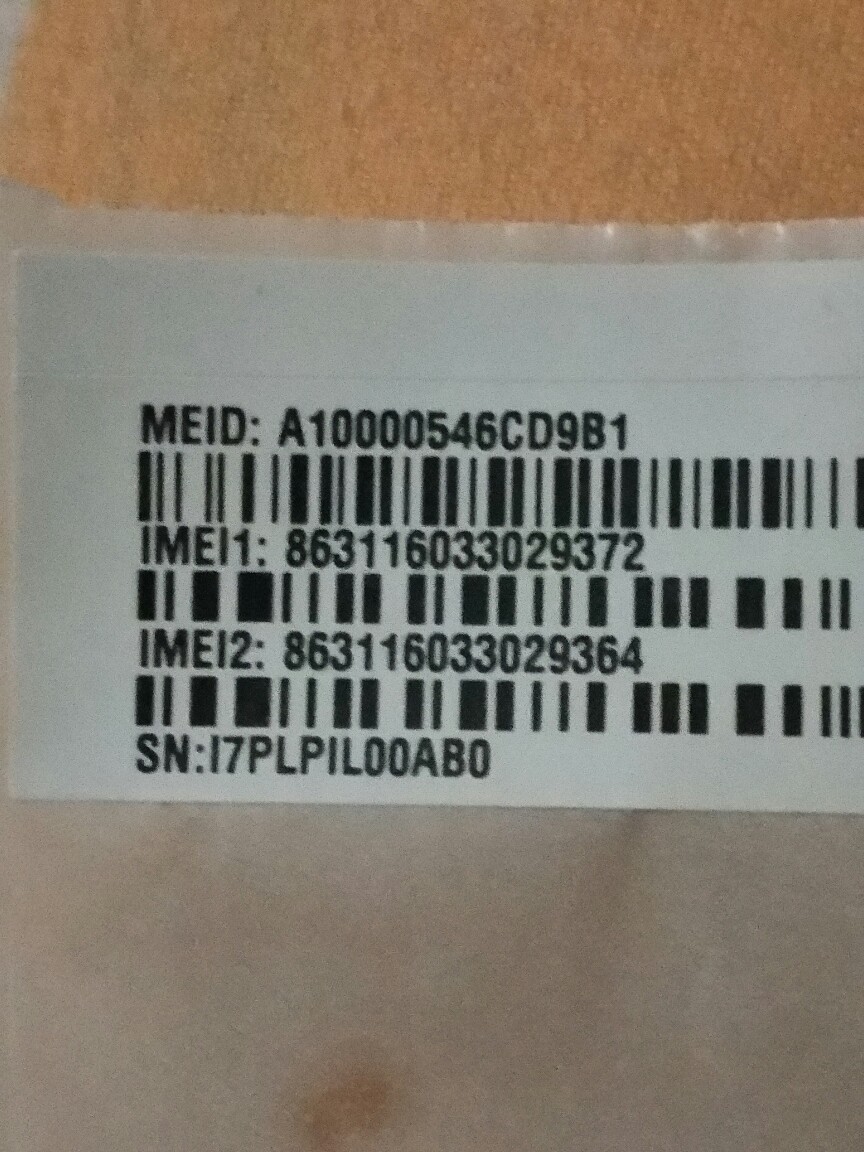 MEID: A10000546CD9B1
IMEI1: 863116033029372
IMEI2: 863116033029364
SN:I7PLPIL00AB0